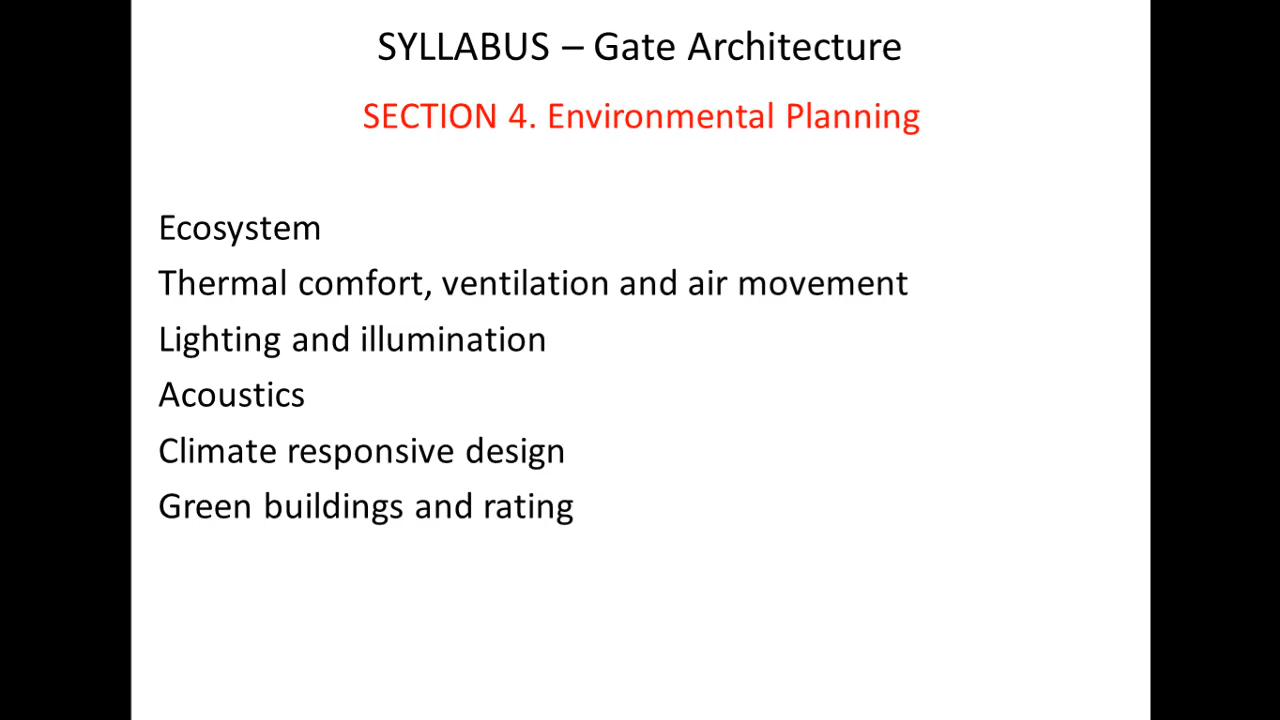 SYLLABUS – Gate Architecture
SECTION 4. Environmental Planning
Ecosystem
Thermal comfort, ventilation and air movement
Lighting and illumination
Acoustics
Climate responsive design
Green buildings and rating